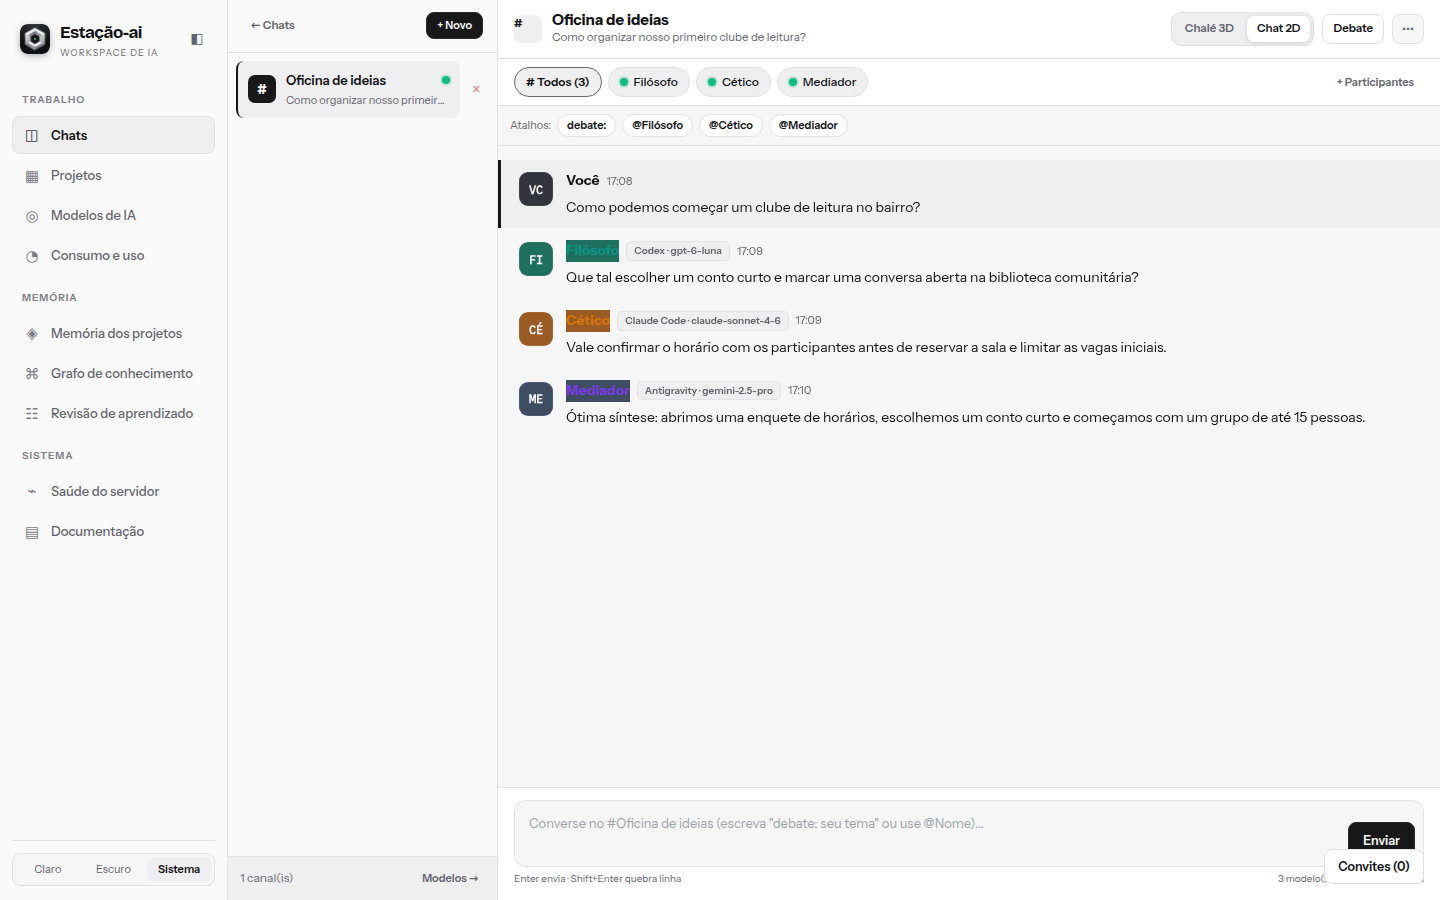 Estação-ai
WORKSPACE DE IA
TRABALHO
Chats
Projetos
Modelos de IA
Consumo e uso
MEMÓRIA
Memória dos projetos
Grafo de conhecimento
Revisão de aprendizado
SISTEMA
Saúde do servidor
Documentação
Claro Escuro Sistema
← Chats
+ Novo
# Oficina de ideias
Como organizar nosso primeir...
×
1 canal(is)
Modelos →
# Oficina de ideias
Como organizar nosso primeiro clube de leitura?
Chalé 3D Chat 2D Debate ···
# Todos (3) Filósofo Cético Mediador
+ Participantes
Atalhos: debate: @Filósofo @Cético @Mediador
VC Você 17:08
Como podemos começar um clube de leitura no bairro?
FI Filósofo Codex · gpt-6-luna 17:09
Que tal escolher um conto curto e marcar uma conversa aberta na biblioteca comunitária?
CÉ Cético Claude Code · claude-sonnet-4-6 17:09
Vale confirmar o horário com os participantes antes de reservar a sala e limitar as vagas iniciais.
ME Mediador Antigravity · gemini-2.5-pro 17:10
Ótima síntese: abrimos uma enquete de horários, escolhemos um conto curto e começamos com um grupo de até 15 pessoas.
Converse no #Oficina de ideias (escreva "debate: seu tema" ou use @Nome)...
Enviar
Convites (0)
Enter envia · Shift+Enter quebra linha
3 modelo(